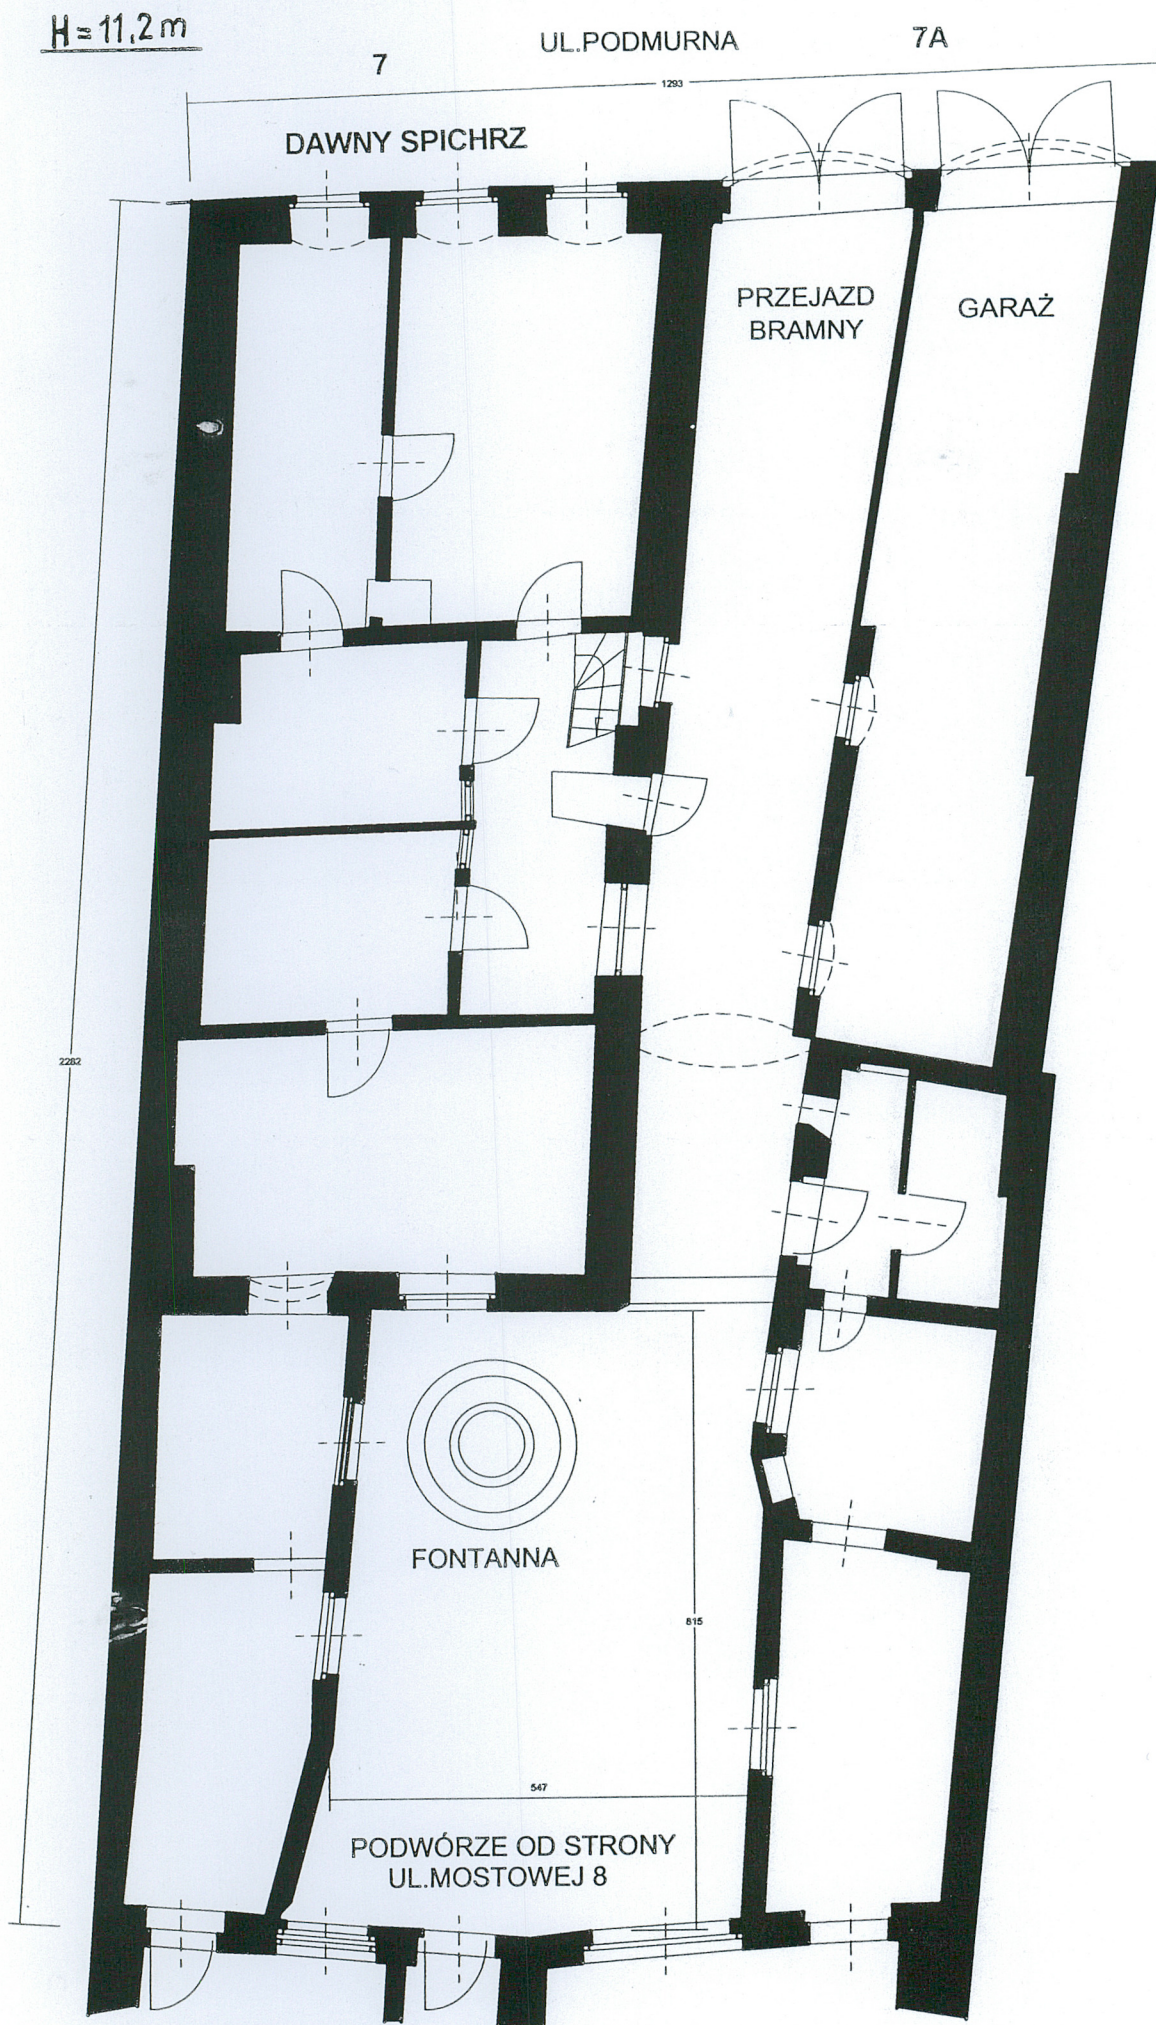 H=11,2m
UL.PODMURNA
7A
7
1293
DAWNY SPICHRZ
PRZEJAZD
BRAMNY
GARAŻ
2282
FONTANNA
815
547
PODWÓRZE OD STRONY
UL.MOSTOWEJ 8